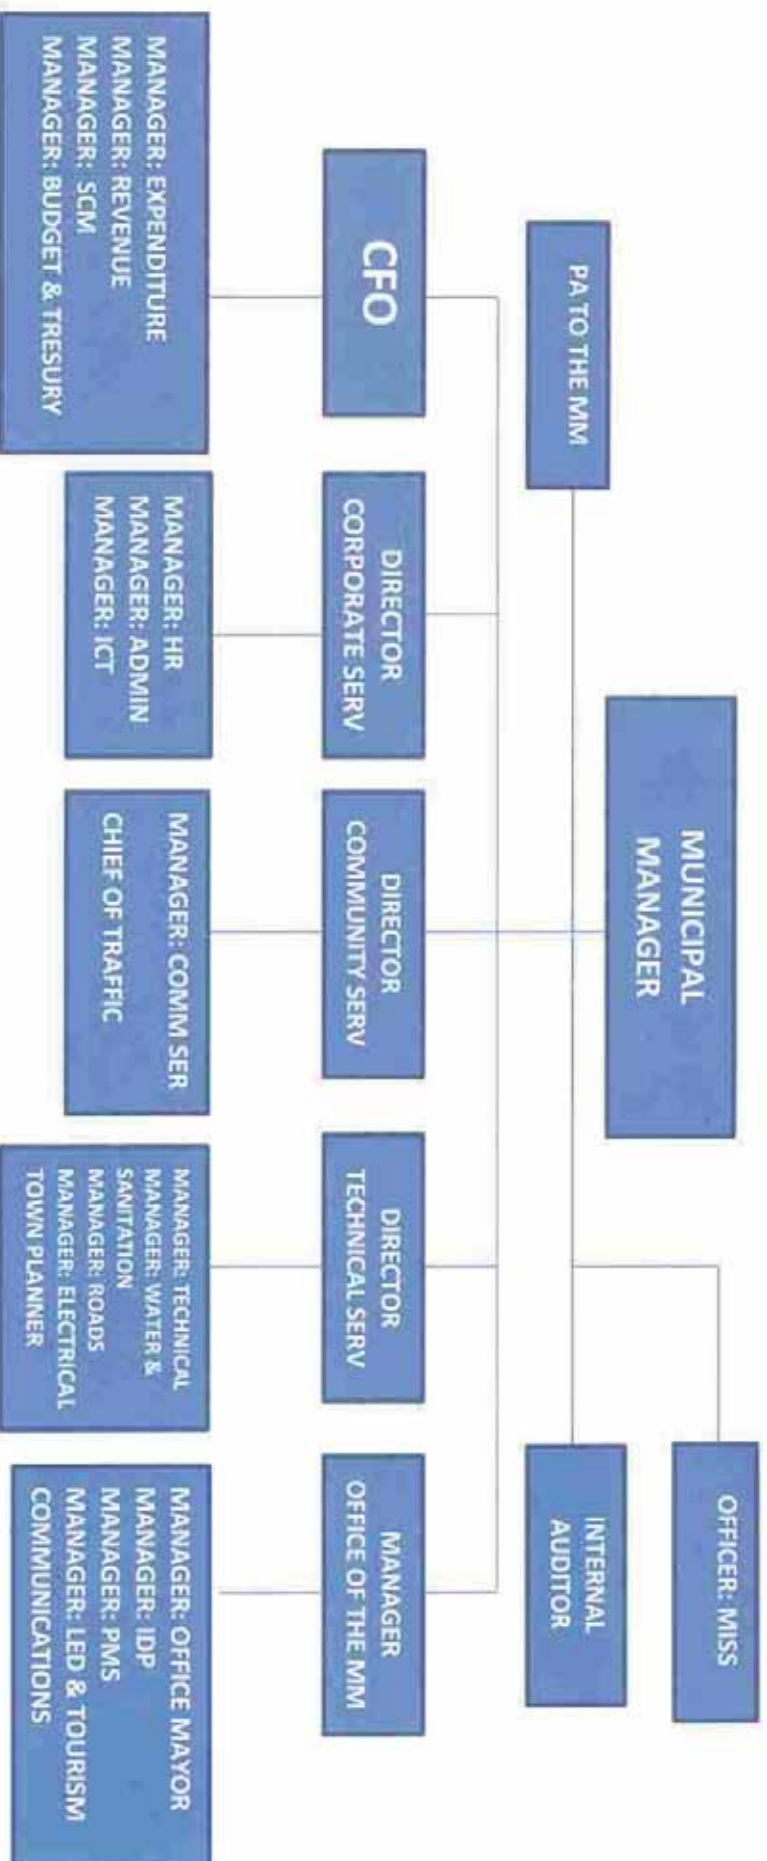 OFFICER: MISS
MUNICIPAL
MANAGER
PA TO THE MM
INTERNAL
AUDITOR
CFO
DIRECTOR
CORPORATE SERV
DIRECTOR
COMMUNITY SERV
DIRECTOR
TECHNICAL SERV
MANAGER
OFFICE OF THE MM
MANAGER: EXPENDITURE
MANAGER: REVENUE
MANAGER: SCM
MANAGER: BUDGET & TRESURY
MANAGER: HR
MANAGER: ADMIN
MANAGER: ICT
MANAGER: COMM SER
CHIEF OF TRAFFIC
MANAGER: TECHNICAL
MANAGER: WATER &
SANITATION
MANAGER: ROADS
MANAGER: ELECTRICAL
TOWN PLANNER
MANAGER: OFFICE MAYOR
MANAGER: IDP
MANAGER: PMS
MANAGER: LED & TOURISM
COMMUNICATIONS